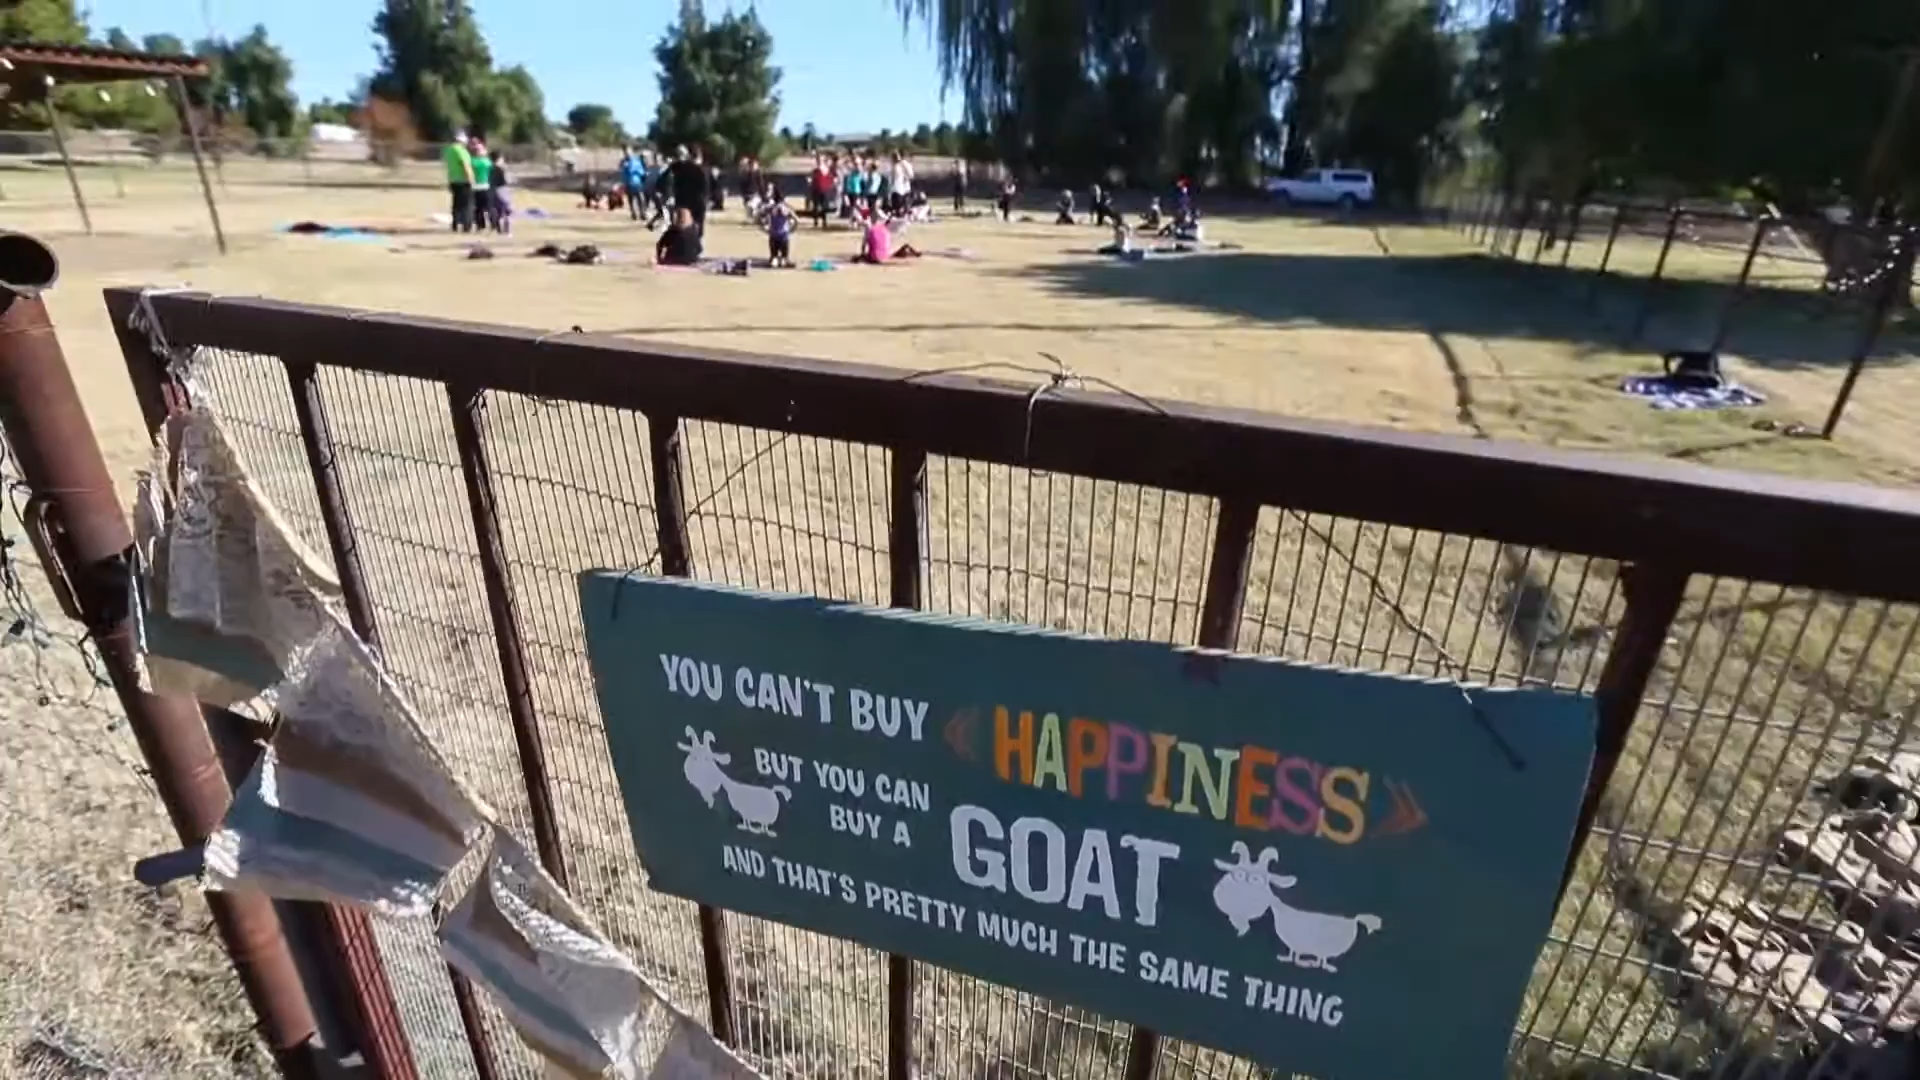 YOU CAN'T BUY « HAPPINESS »
BUT YOU CAN
BUY A GOAT
AND THAT'S PRETTY MUCH THE SAME THING